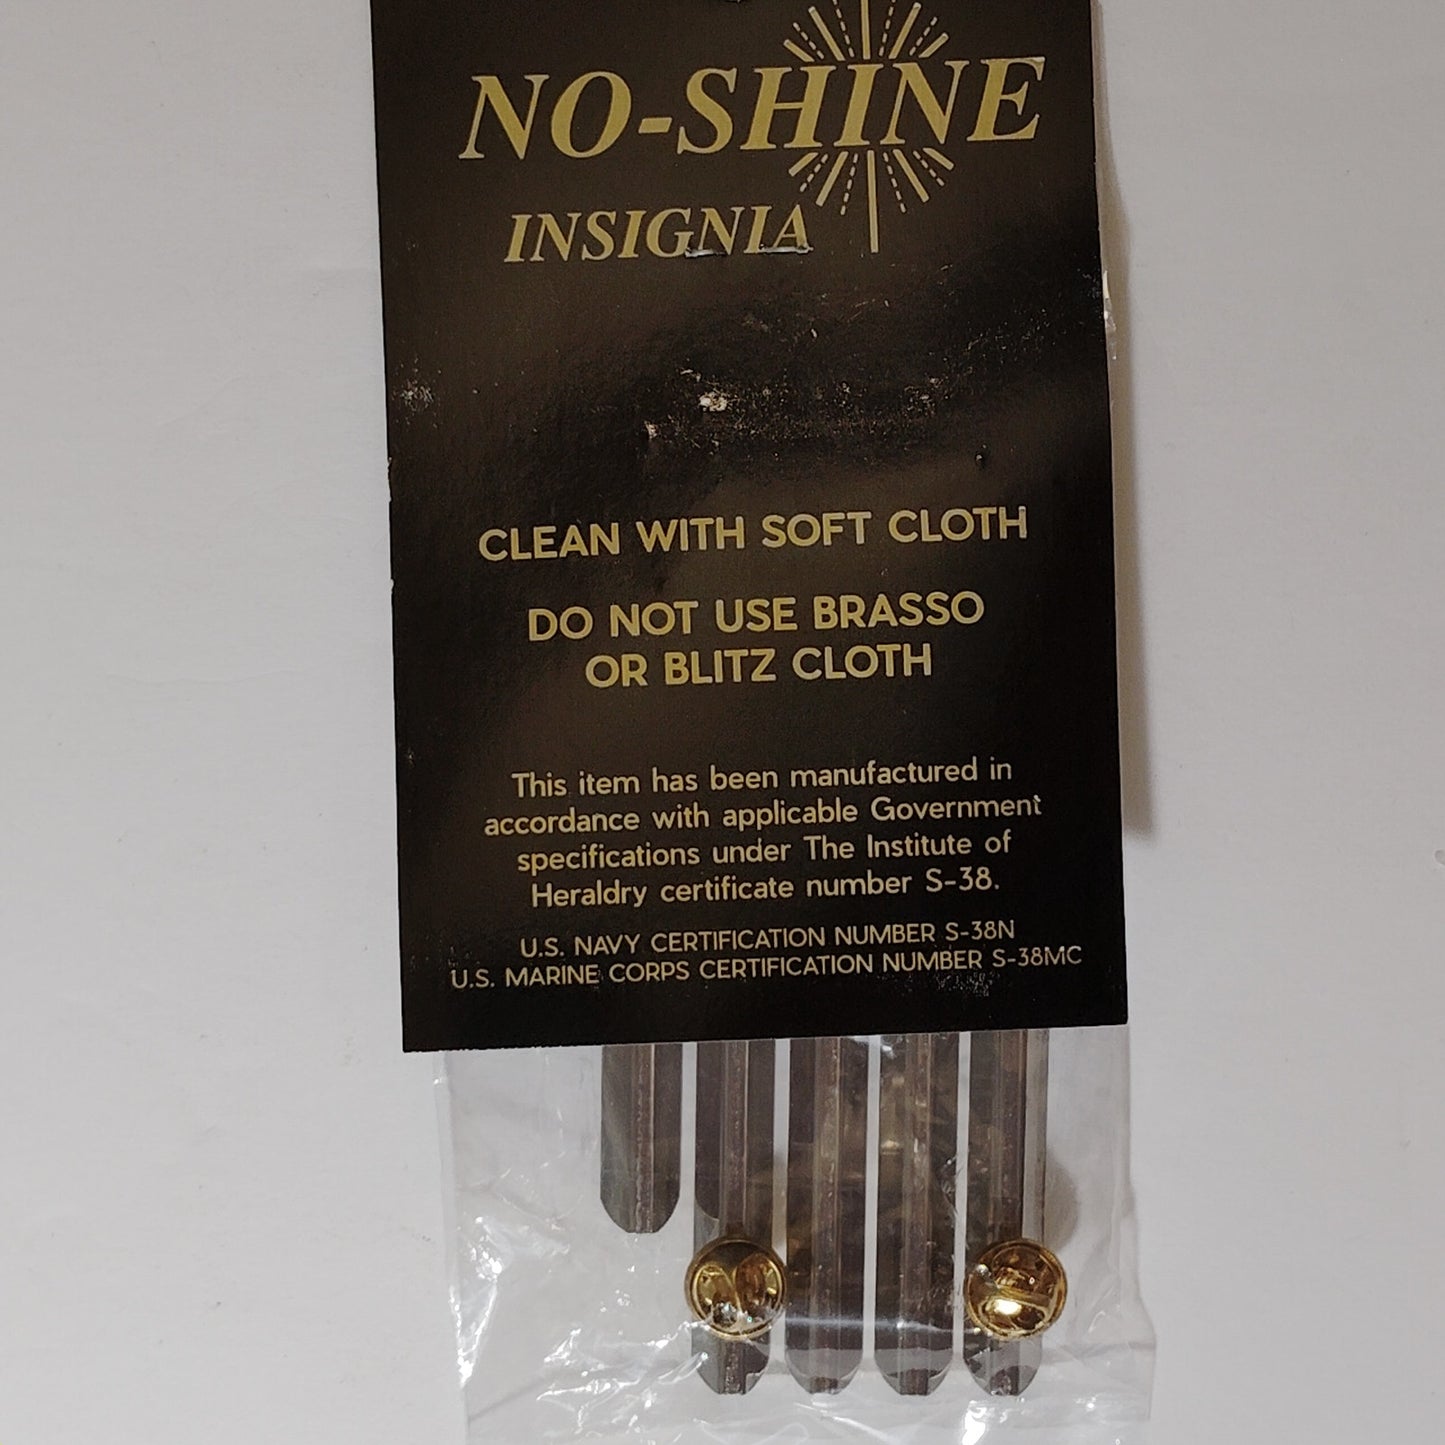 NO-SHINE
INSIGNIA
CLEAN WITH SOFT CLOTH
DO NOT USE BRASSO
OR BLITZ CLOTH
This item has been manufactured in
accordance with applicable Government
specifications under The Institute of
Heraldry certificate number S-38.
U.S. NAVY CERTIFICATION NUMBER S-38N
U.S. MARINE CORPS CERTIFICATION NUMBER S-38MC